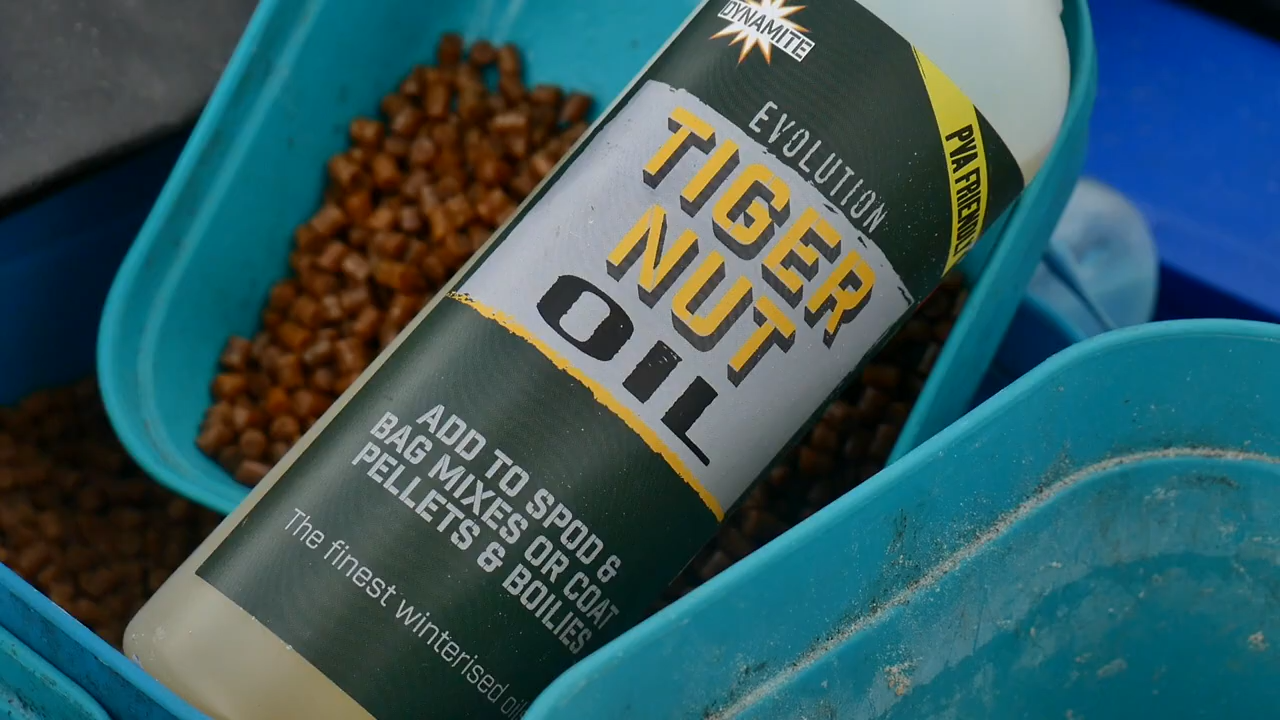 DYNAMITE
EVOLUTION
TIGER
NUT
OIL
PVA FRIENDLY
ADD TO SPOD &
BAG MIXES OR COAT
PELLETS & BOILIES
The finest winterised